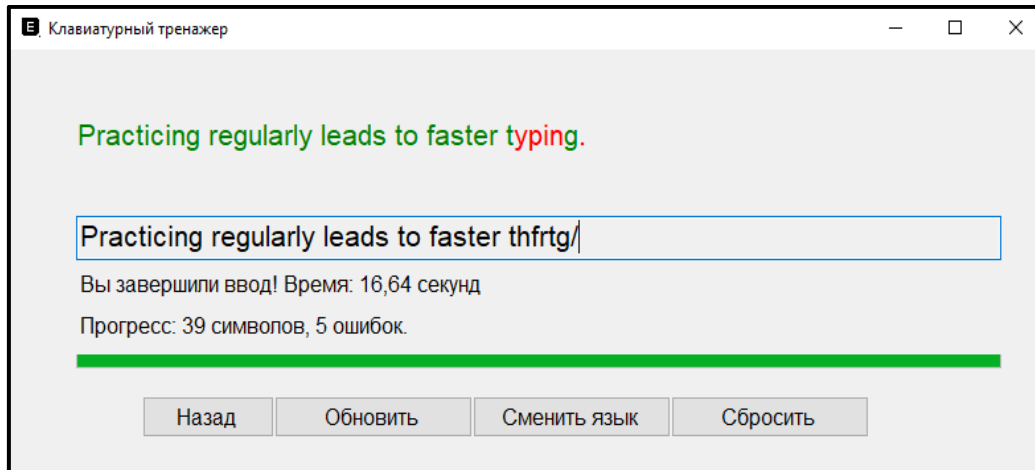 E Клавиатурный тренажер
Practicing regularly leads to faster typing.
Practicing regularly leads to faster thfrtg/
Вы завершили ввод! Время: 16,64 секунд
Прогресс: 39 символов, 5 ошибок.
Назад Обновить Сменить язык Сбросить